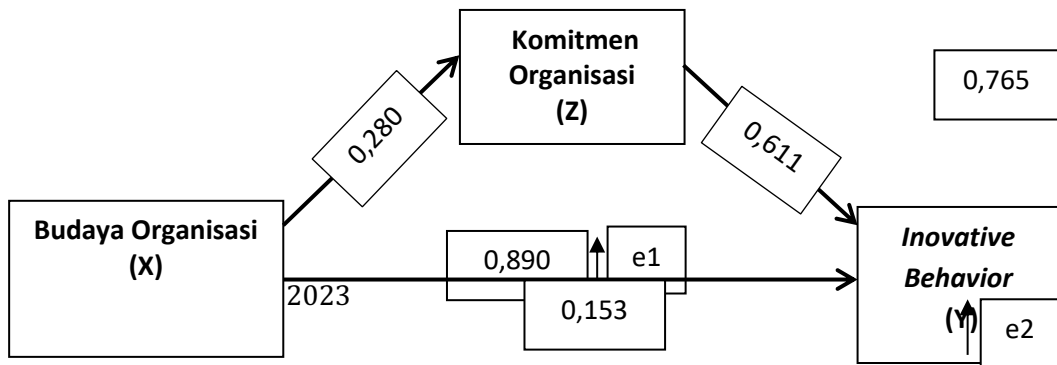 Komitmen
Organisasi
(Z)
0,765
0,280
0,611
Budaya Organisasi
(X)
0,890
e1
Inovative
Behavior
(Y)
2023
0,153
e2